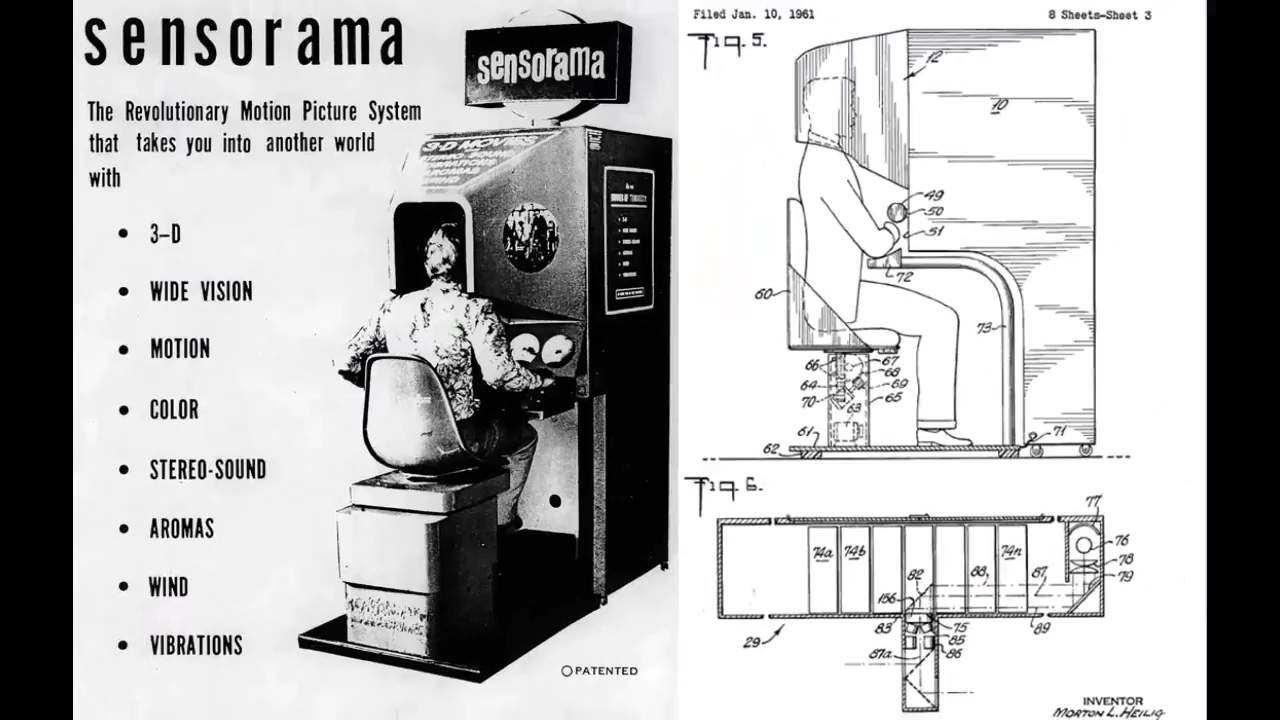 sensorama
The Revolutionary Motion Picture System
that takes you into another world
with
• 3-D
• WIDE VISION
• MOTION
• COLOR
• STEREO-SOUND
• AROMAS
• WIND
• VIBRATIONS
sensorama
3-D MOVIES
PATENTED
Filed Jan. 10, 1961
8 Sheets-Sheet 3
Fig. 5.
12
10
49
50
51
72
60
73
66
67
68
64
69
70
65
63
61
71
62
Fig. 6.
77
74a
74b
74n
76
78
82
88
87
79
156
83
75
89
29
85
87a
86
INVENTOR
MORTON L. HEILIG